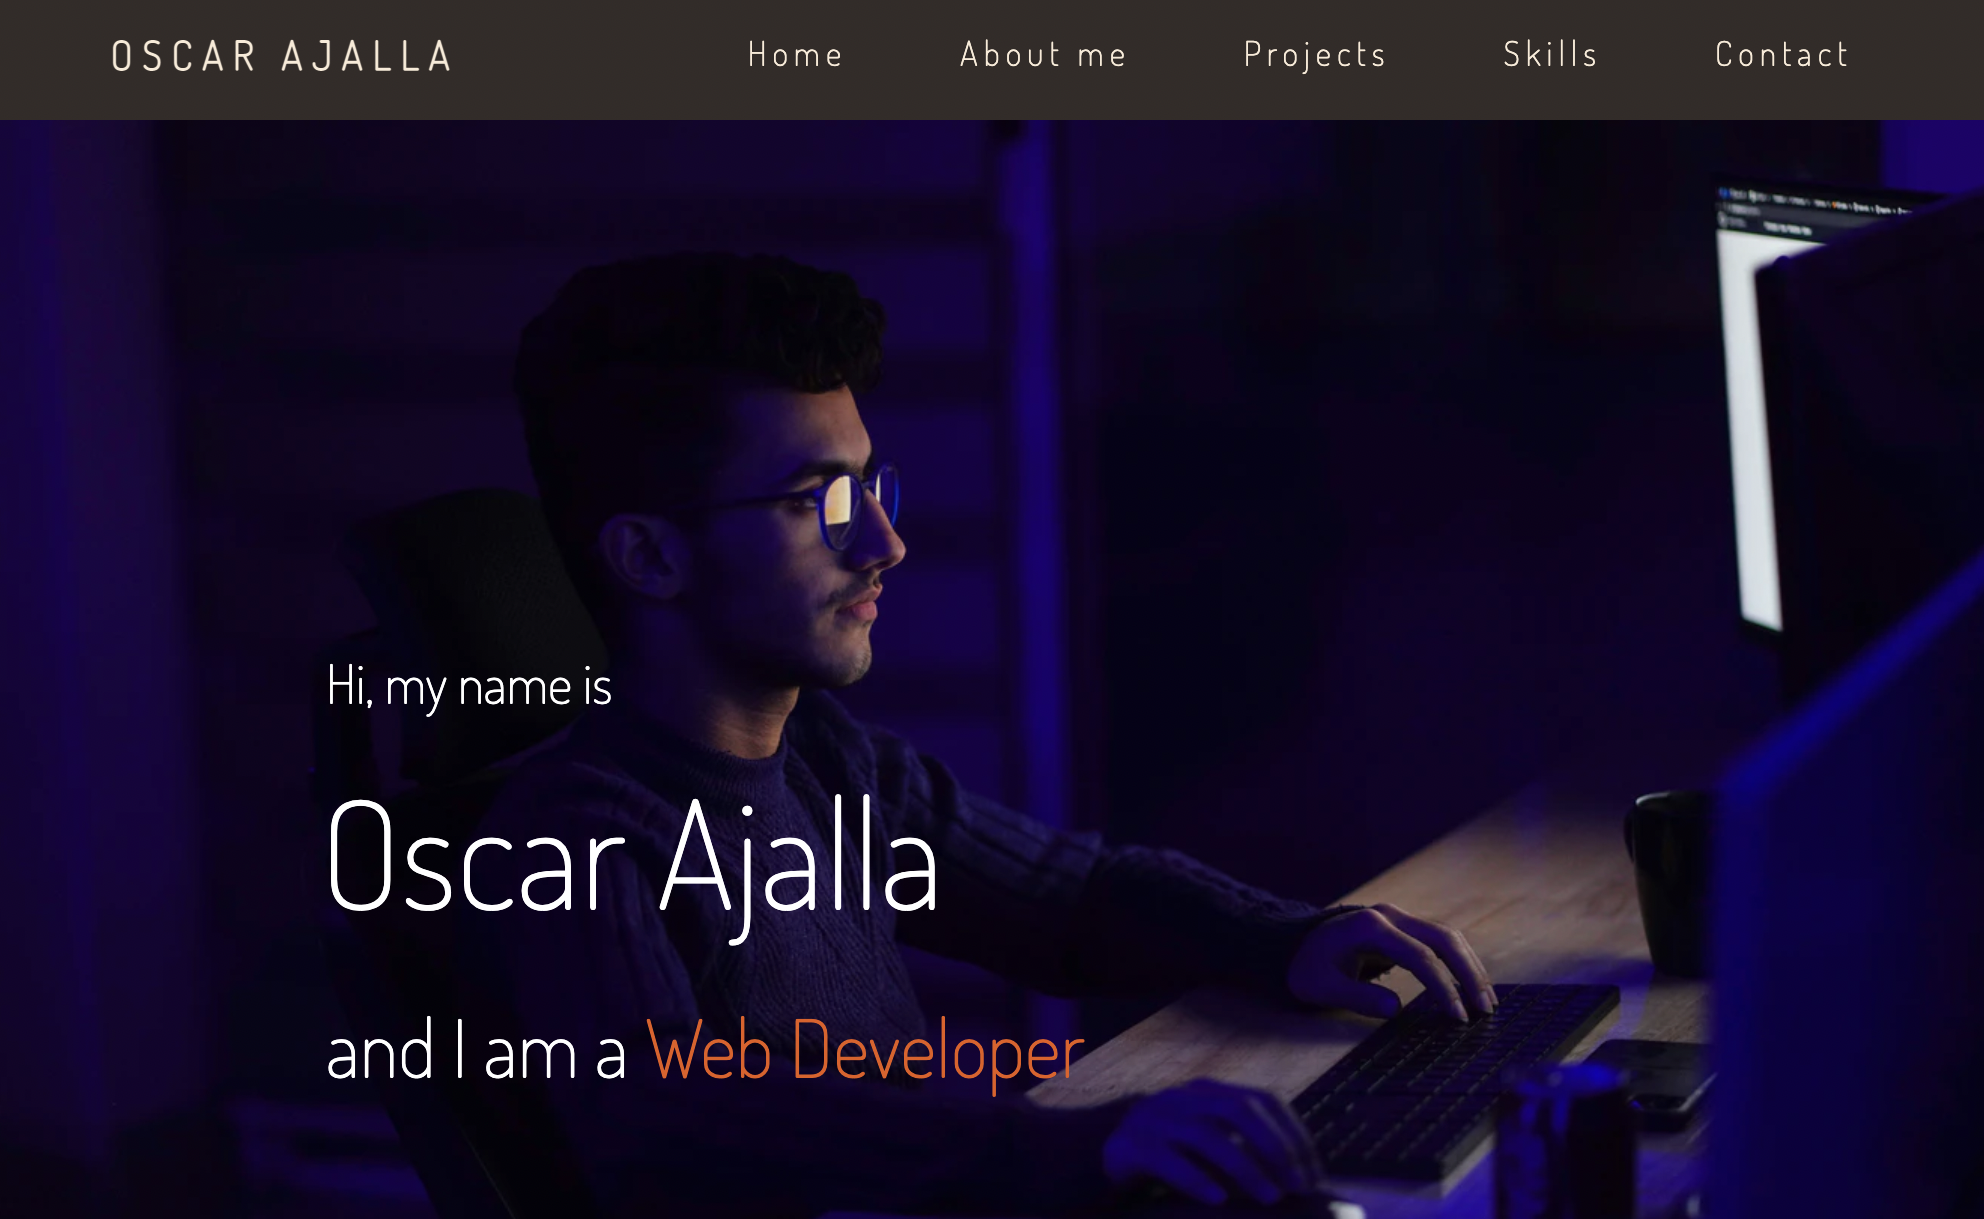 OSCAR AJALLA Home About me Projects Skills Contact
Hi, my name is
Oscar Ajalla
and I am a Web Developer